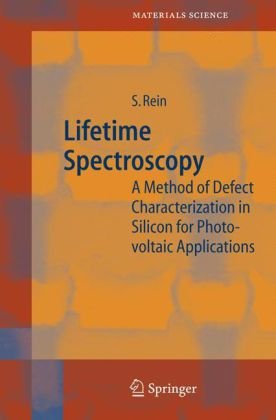 MATERIALS SCIENCE
S. Rein
Lifetime
Spectroscopy
A Method of Defect
Characterization in
Silicon for Photo-
voltaic Applications
Springer